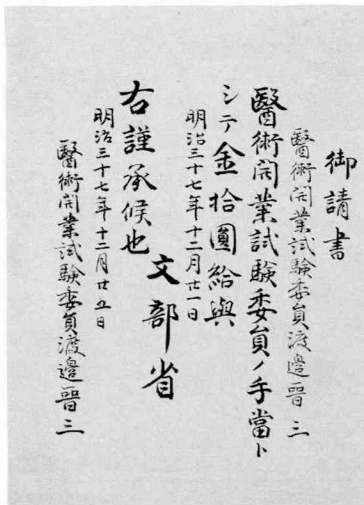 御請書
醫術開業試驗委員渡邊晋三
醫術開業試驗委員ノ手當ト
シテ金拾圓給與
明治三十七年十二月廿一日
文部省
右謹承候也
明治三十七年十二月廿五日
醫術開業試驗委員渡邊晋三